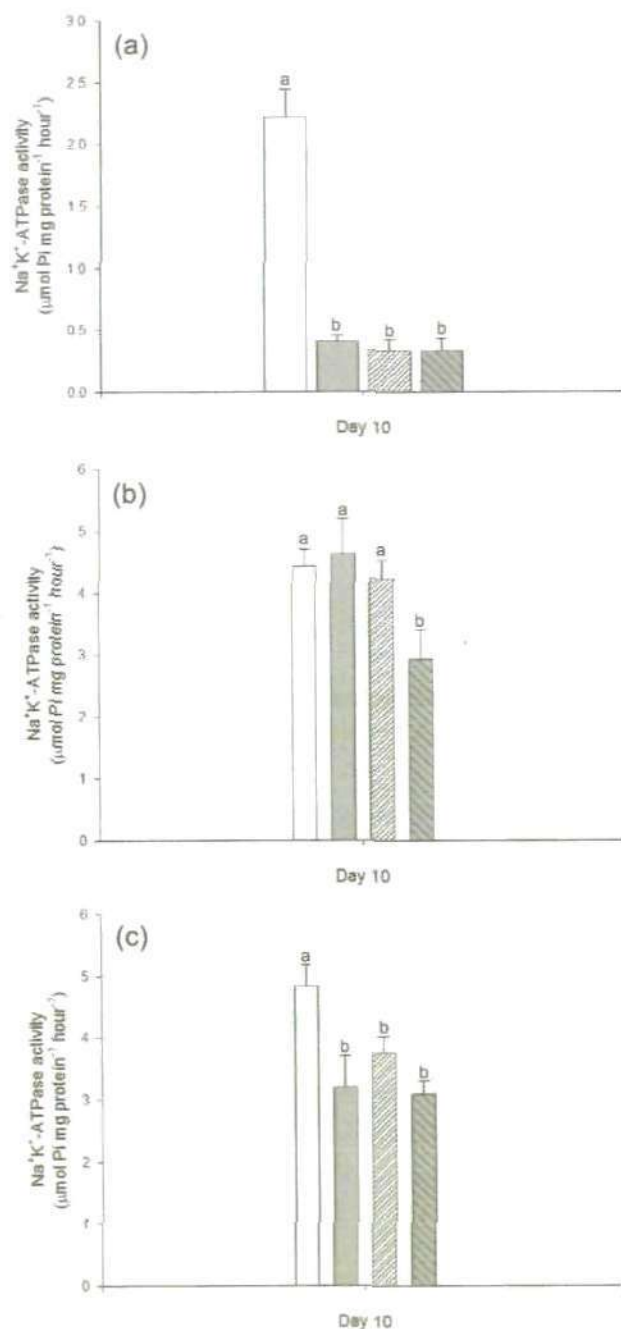 (a)
Na⁺K⁺-ATPase activity
(μmol Pi mg protein⁻¹ hour⁻¹)
3.0
2.5
2.0
1.5
1.0
0.5
0.0
a
b
b
b
Day 10
(b)
Na⁺K⁺-ATPase activity
(μmol Pi mg protein⁻¹ hour⁻¹)
6
5
4
3
2
1
0
a
a
a
b
Day 10
(c)
Na⁺K⁺-ATPase activity
(μmol Pi mg protein⁻¹ hour⁻¹)
6
5
4
3
2
1
0
a
b
b
b
Day 10